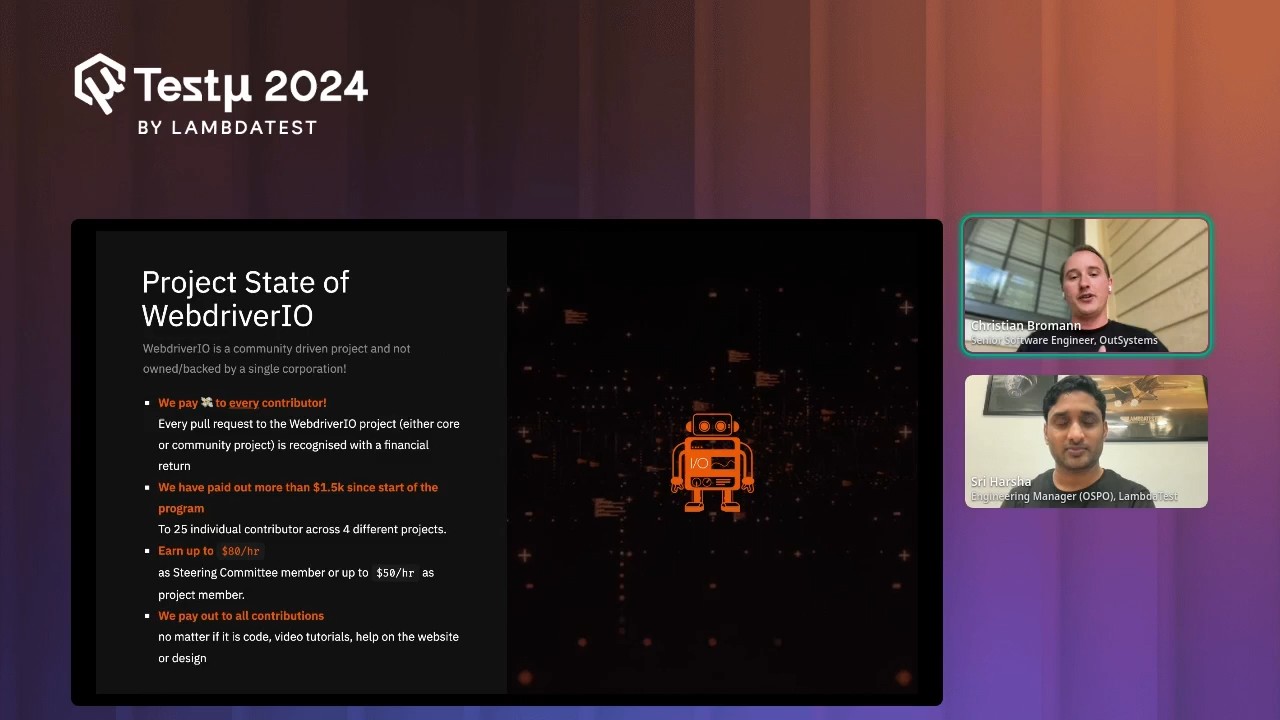 Testµ 2024
BY LAMBDATEST
Project State of
WebdriverIO
WebdriverIO is a community driven project and not
owned/backed by a single corporation!
We pay 💸 to every contributor!
Every pull request to the WebdriverIO project (either core
or community project) is recognised with a financial
return
We have paid out more than $1.5k since start of the
program
To 25 individual contributor across 4 different projects.
Earn up to $80/hr
as Steering Committee member or up to $50/hr as
project member.
We pay out to all contributions
no matter if it is code, video tutorials, help on the website
or design
I/O
Christian Bromann
Senior Software Engineer, OutSystems
Sri Harsha
Engineering Manager (OSPO), LambdaTest